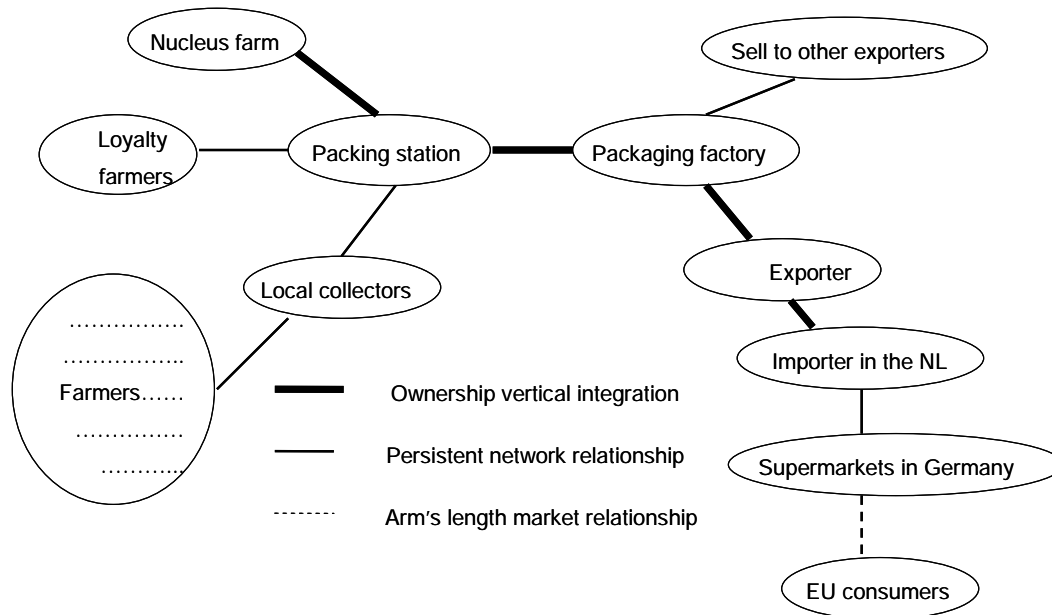 Nucleus farm
Sell to other exporters
Loyalty
farmers
Packing station
Packaging factory
Local collectors
Exporter
……………..
……………...
Farmers……
……………
………...
Importer in the NL
Ownership vertical integration
Persistent network relationship
Supermarkets in Germany
Arm's length market relationship
EU consumers